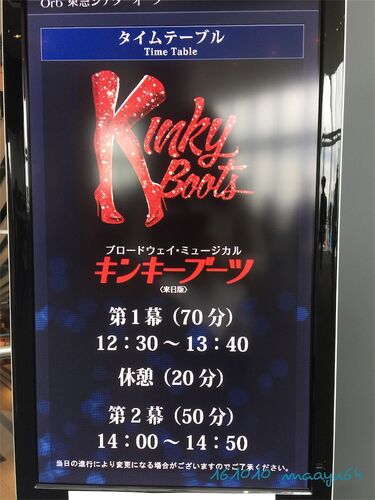 Orb 東急シアターオーブ
タイムテーブル
Time Table
Kinky
Boots
ブロードウェイ・ミュージカル
キンキーブーツ
〈来日版〉
第1幕（70分）
12：30～13：40
休憩（20分）
第2幕（50分）
14：00～14：50
当日の進行により変更になる場合がございますのでご了承ください。
161010 maayu64